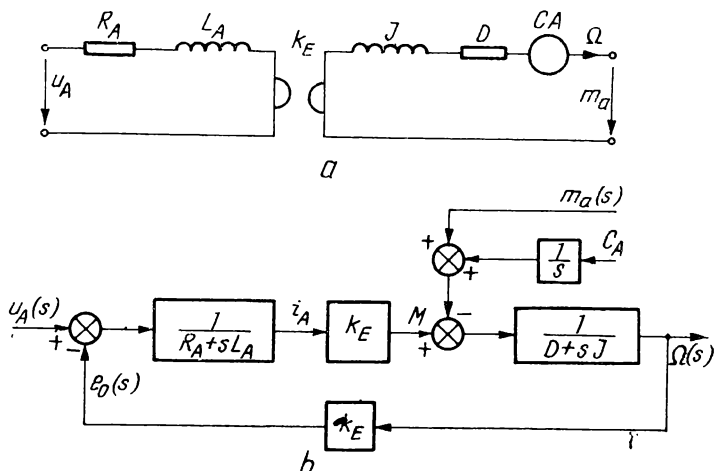 R_A
L_A
k_E
J
D
CA
Ω
u_A
m_a
a
m_a(s)
C_A
1/s
u_A(s)
1/(R_A+sL_A)
i_A
k_E
M
1/(D+sJ)
Ω(s)
e_0(s)
k_E
b